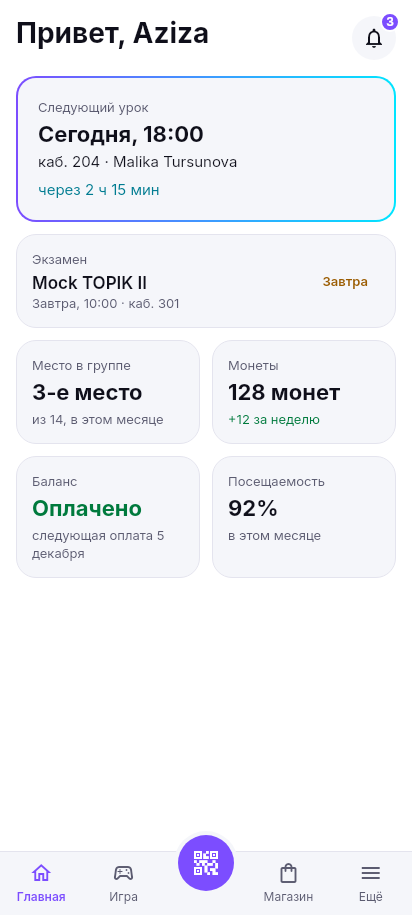 Привет, Aziza
3
Следующий урок
Сегодня, 18:00
каб. 204 · Malika Tursunova
через 2 ч 15 мин
Экзамен
Mock TOPIK II
Завтра
Завтра, 10:00 · каб. 301
Место в группе
3-е место
из 14, в этом месяце
Монеты
128 монет
+12 за неделю
Баланс
Оплачено
следующая оплата 5
декабря
Посещаемость
92%
в этом месяце
Главная
Игра
Магазин
Ещё